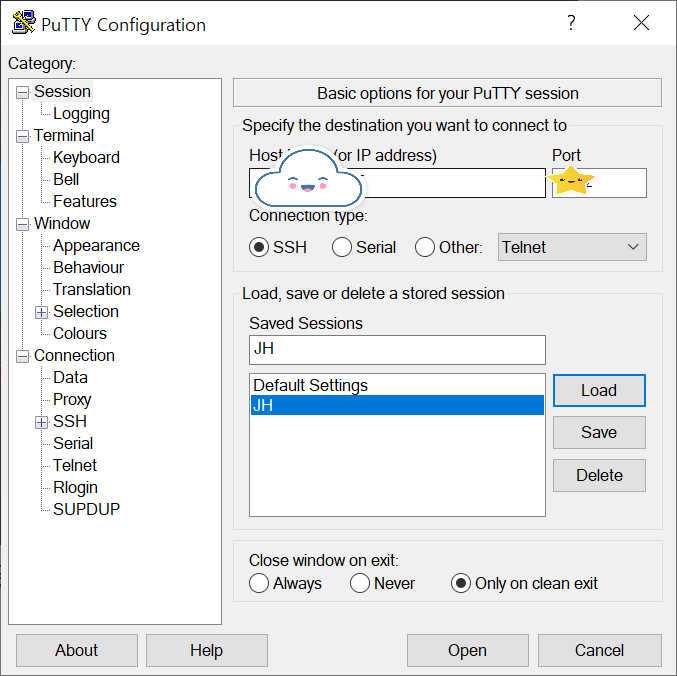 PuTTY Configuration
?
Category:
Session
Logging
Terminal
Keyboard
Bell
Features
Window
Appearance
Behaviour
Translation
Selection
Colours
Connection
Data
Proxy
SSH
Serial
Telnet
Rlogin
SUPDUP
Basic options for your PuTTY session
Specify the destination you want to connect to
(or IP address)
Port
Connection type:
SSH
Serial
Other:
Telnet
Load, save or delete a stored session
Saved Sessions
JH
Default Settings
JH
Load
Save
Delete
Close window on exit:
Always
Never
Only on clean exit
About
Help
Open
Cancel